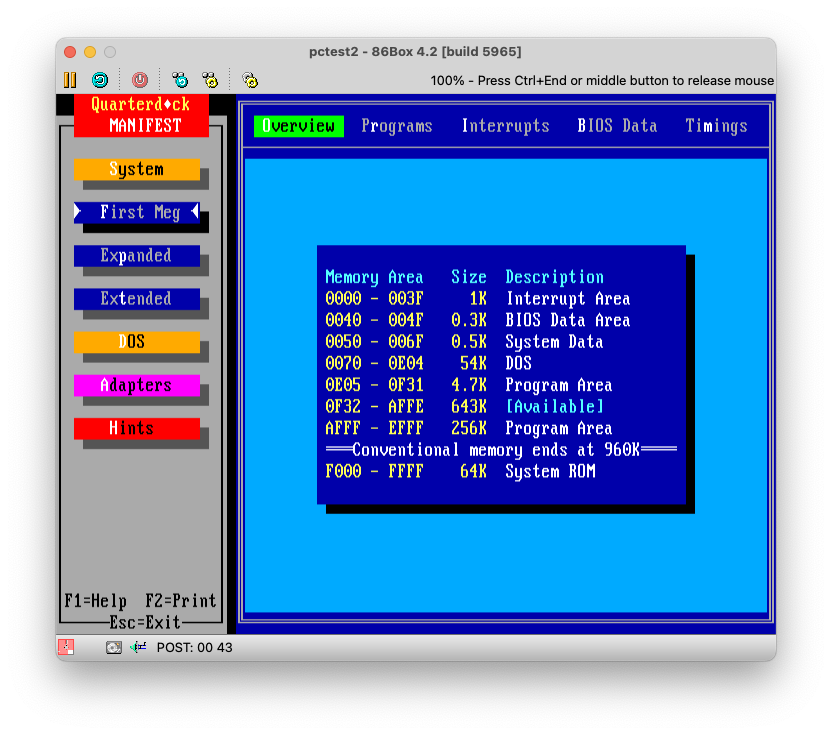 pctest2 - 86Box 4.2 [build 5965]
100% - Press Ctrl+End or middle button to release mouse
Quarterd♦ck
MANIFEST
Overview Programs Interrupts BIOS Data Timings
System
First Meg
Expanded
Extended
DOS
Adapters
Hints
Memory Area Size Description
0000 - 003F 1K Interrupt Area
0040 - 004F 0.3K BIOS Data Area
0050 - 006F 0.5K System Data
0070 - 0E04 54K DOS
0E05 - 0F31 4.7K Program Area
0F32 - AFFE 643K [Available]
AFFF - EFFF 256K Program Area
Conventional memory ends at 960K
F000 - FFFF 64K System ROM
F1=Help F2=Print
Esc=Exit
POST: 00 43